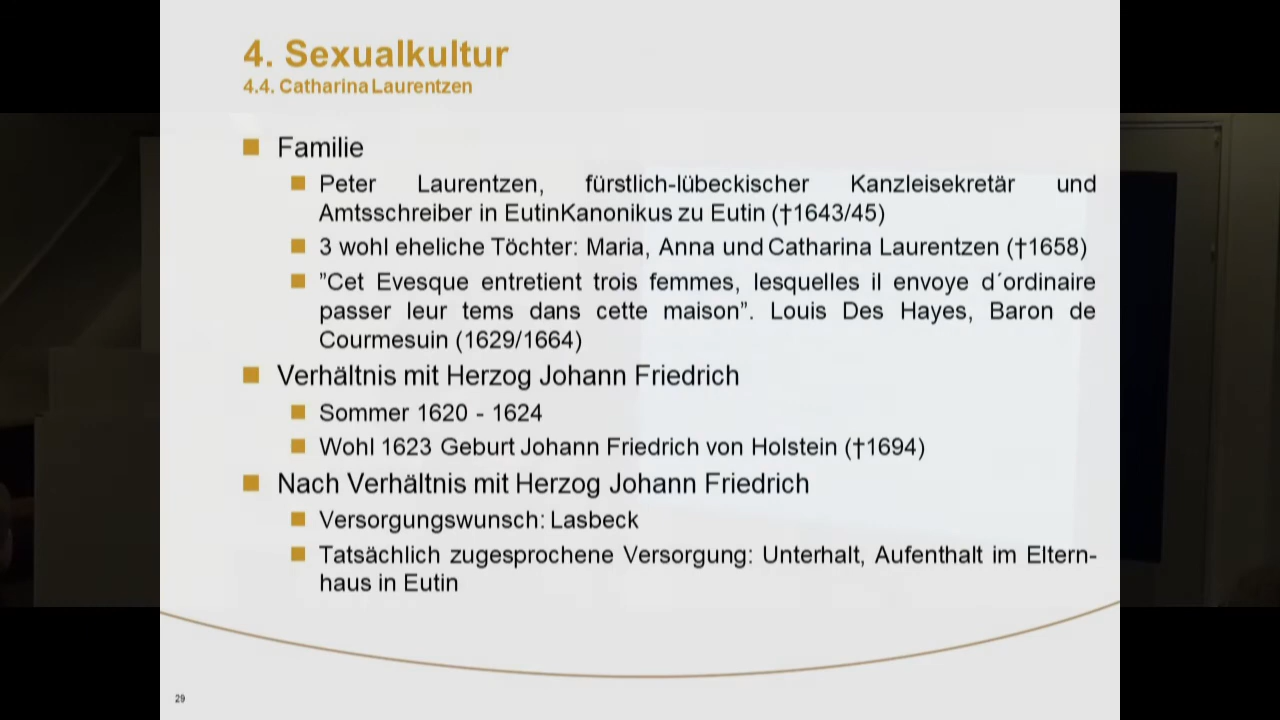 4. Sexualkultur
4.4. Catharina Laurentzen
Familie
Peter Laurentzen, fürstlich-lübeckischer Kanzleisekretär und
Amtsschreiber in EutinKanonikus zu Eutin (†1643/45)
3 wohl eheliche Töchter: Maria, Anna und Catharina Laurentzen (†1658)
”Cet Evesque entretient trois femmes, lesquelles il envoye d´ordinaire
passer leur tems dans cette maison”. Louis Des Hayes, Baron de
Courmesuin (1629/1664)
Verhältnis mit Herzog Johann Friedrich
Sommer 1620 - 1624
Wohl 1623 Geburt Johann Friedrich von Holstein (†1694)
Nach Verhältnis mit Herzog Johann Friedrich
Versorgungswunsch: Lasbeck
Tatsächlich zugesprochene Versorgung: Unterhalt, Aufenthalt im Eltern-
haus in Eutin
29